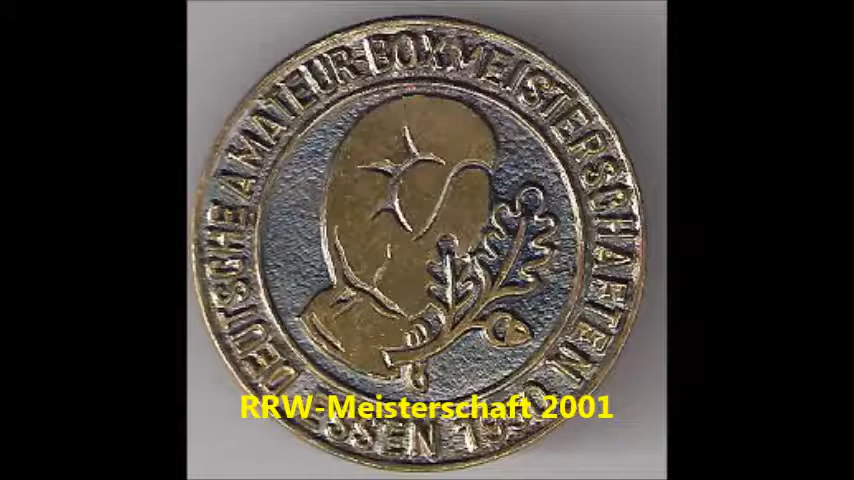 DEUTSCHE AMATEUR-BOX-MEISTERSCHAFTEN
ESSEN
RRW-Meisterschaft 2001